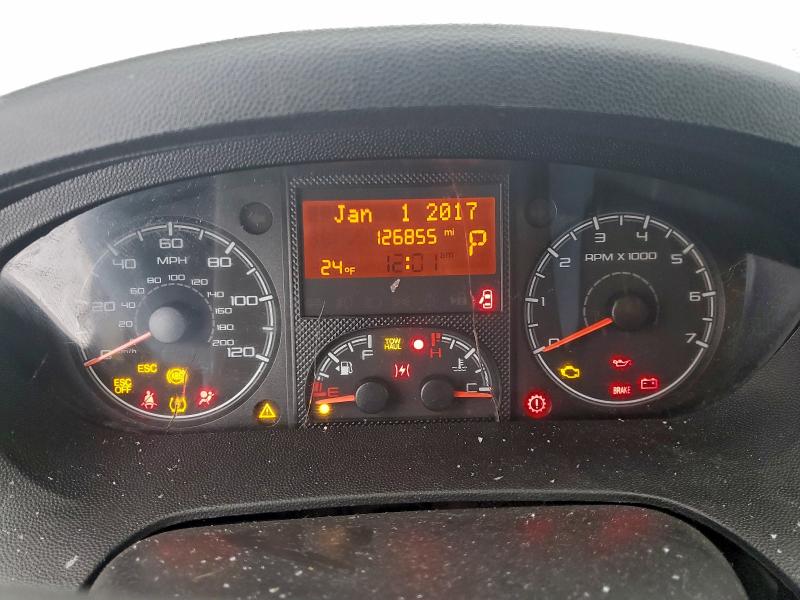 Jan 1 2017
126855 mi
P
24°F
12:01 am
60
MPH
40
80
20
100
0
120
80 100 120
60
140
40
160
20
180
200
km/h
ESC
ESC
OFF
F
TOW
HAUL
H
E
C
3 4
RPM X 1000
2
5
1
6
0
7
BRAKE